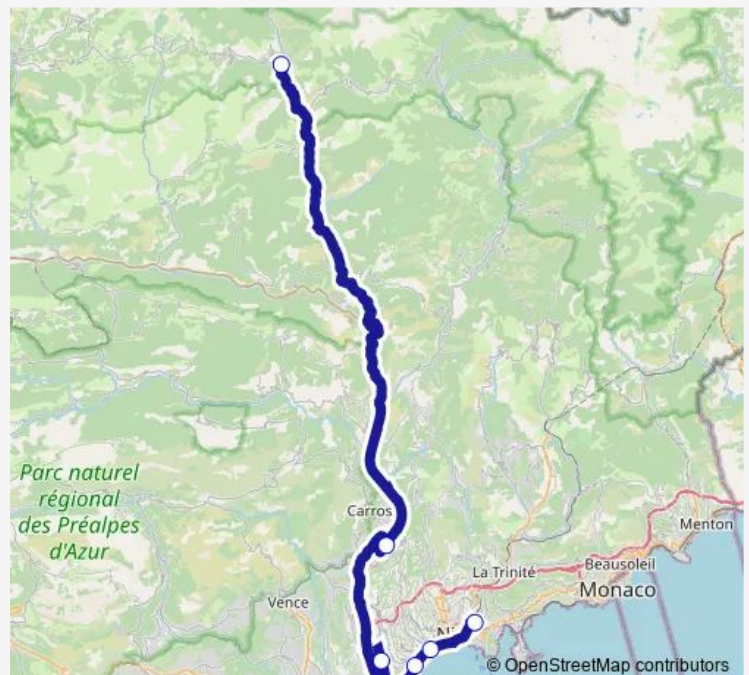 Carros
Parc naturel
régional
des Préalpes
d'Azur
Menton
La Trinité
Beausoleil
Monaco
Vence
© OpenStreetMap contributors